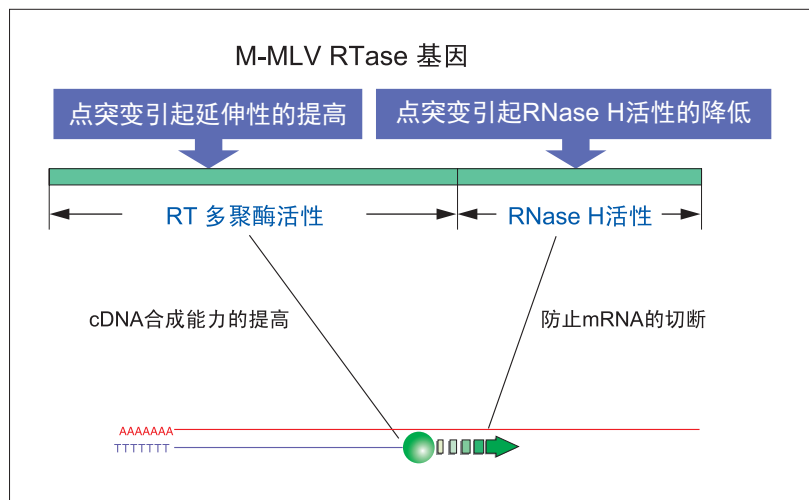 M-MLV RTase 基因
点突变引起延伸性的提高
点突变引起RNase H活性的降低
RT 多聚酶活性
RNase H活性
cDNA合成能力的提高
防止mRNA的切断
AAAAAAA
TTTTTTT